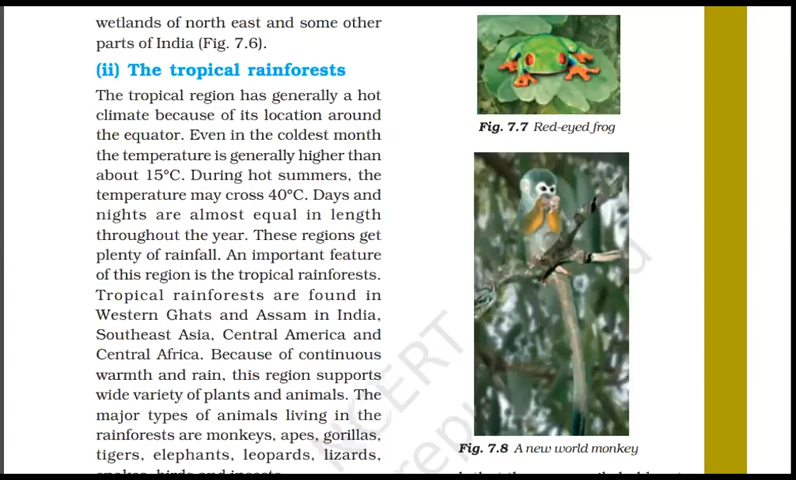 wetlands of north east and some other
parts of India (Fig. 7.6).
(ii) The tropical rainforests
The tropical region has generally a hot
climate because of its location around
the equator. Even in the coldest month
the temperature is generally higher than
about 15°C. During hot summers, the
temperature may cross 40°C. Days and
nights are almost equal in length
throughout the year. These regions get
plenty of rainfall. An important feature
of this region is the tropical rainforests.
Tropical rainforests are found in
Western Ghats and Assam in India,
Southeast Asia, Central America and
Central Africa. Because of continuous
warmth and rain, this region supports
wide variety of plants and animals. The
major types of animals living in the
rainforests are monkeys, apes, gorillas,
tigers, elephants, leopards, lizards,
snakes, birds and insects.
Fig. 7.7 Red-eyed frog
Fig. 7.8 A new world monkey
NCERT